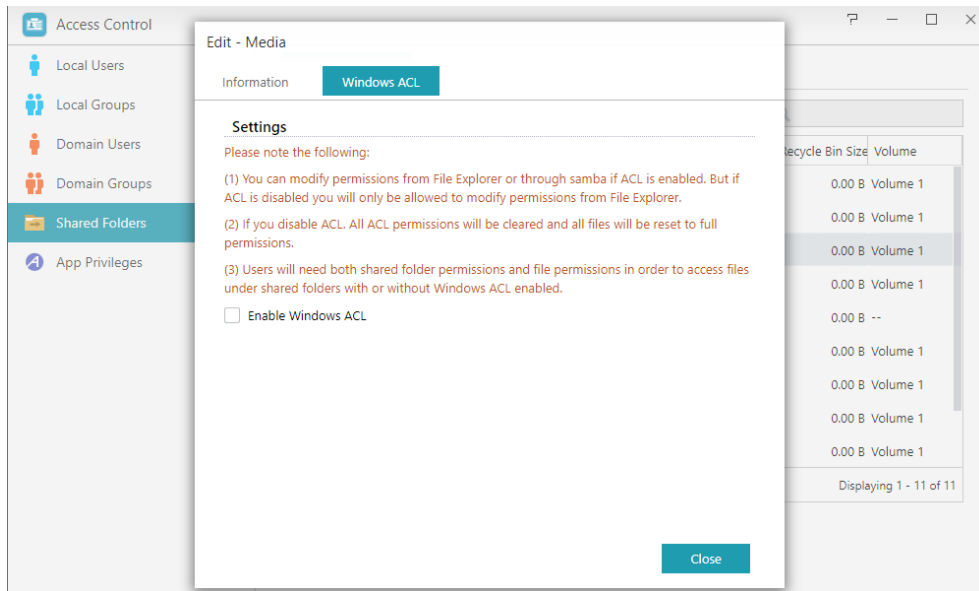 Access Control
Local Users
Local Groups
Domain Users
Domain Groups
Shared Folders
App Privileges
Edit - Media
Information
Windows ACL
Settings
Please note the following:
(1) You can modify permissions from File Explorer or through samba if ACL is enabled. But if
ACL is disabled you will only be allowed to modify permissions from File Explorer.
(2) If you disable ACL. All ACL permissions will be cleared and all files will be reset to full
permissions.
(3) Users will need both shared folder permissions and file permissions in order to access files
under shared folders with or without Windows ACL enabled.
Enable Windows ACL
Close
Recycle Bin Size Volume
0.00 B Volume 1
0.00 B Volume 1
0.00 B Volume 1
0.00 B Volume 1
0.00 B --
0.00 B Volume 1
0.00 B Volume 1
0.00 B Volume 1
0.00 B Volume 1
Displaying 1 - 11 of 11